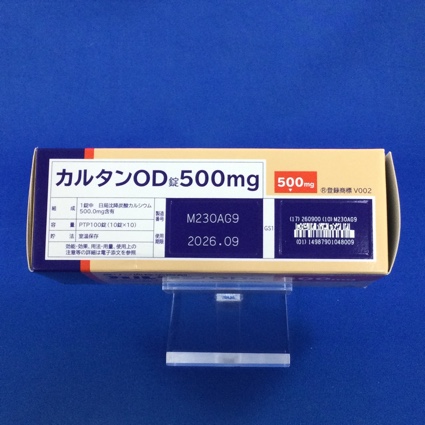 カルタンOD錠500mg
500mg
®登録商標 V002
組成 1錠中 日局沈降炭酸カルシウム
500.0mg含有
容量 PTP100錠(10錠×10)
貯法 室温保存
効能・効果、用法・用量、使用上の
注意等の詳細は電子添文を参照
製造番号 M230AG9
使用期限 2026.09
GS1
(17) 260900 (10) M230AG9
(01) 14987901048009